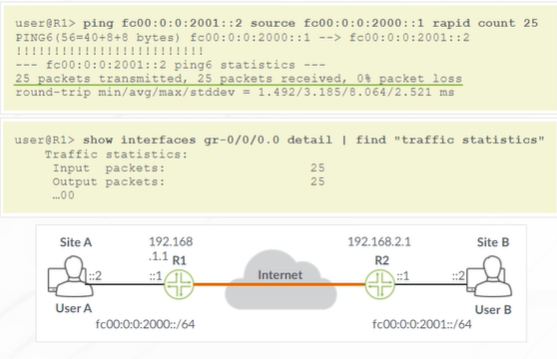 user@R1> ping fc00:0:0:2001::2 source fc00:0:0:2000::1 rapid count 25
PING6(56=40+8+8 bytes) fc00:0:0:2000::1 --> fc00:0:0:2001::2
!!!!!!!!!!!!!!!!!!!!!!!!!
--- fc00:0:0:2001::2 ping6 statistics ---
25 packets transmitted, 25 packets received, 0% packet loss
round-trip min/avg/max/stddev = 1.492/3.185/8.064/2.521 ms
user@R1> show interfaces gr-0/0/0.0 detail | find "traffic statistics"
Traffic statistics:
Input packets: 25
Output packets: 25
…00
Site A
192.168
.1.1
R1
192.168.2.1
R2
Site B
::2
::1
Internet
::1
::2
User A
User B
fc00:0:0:2000::/64
fc00:0:0:2001::/64